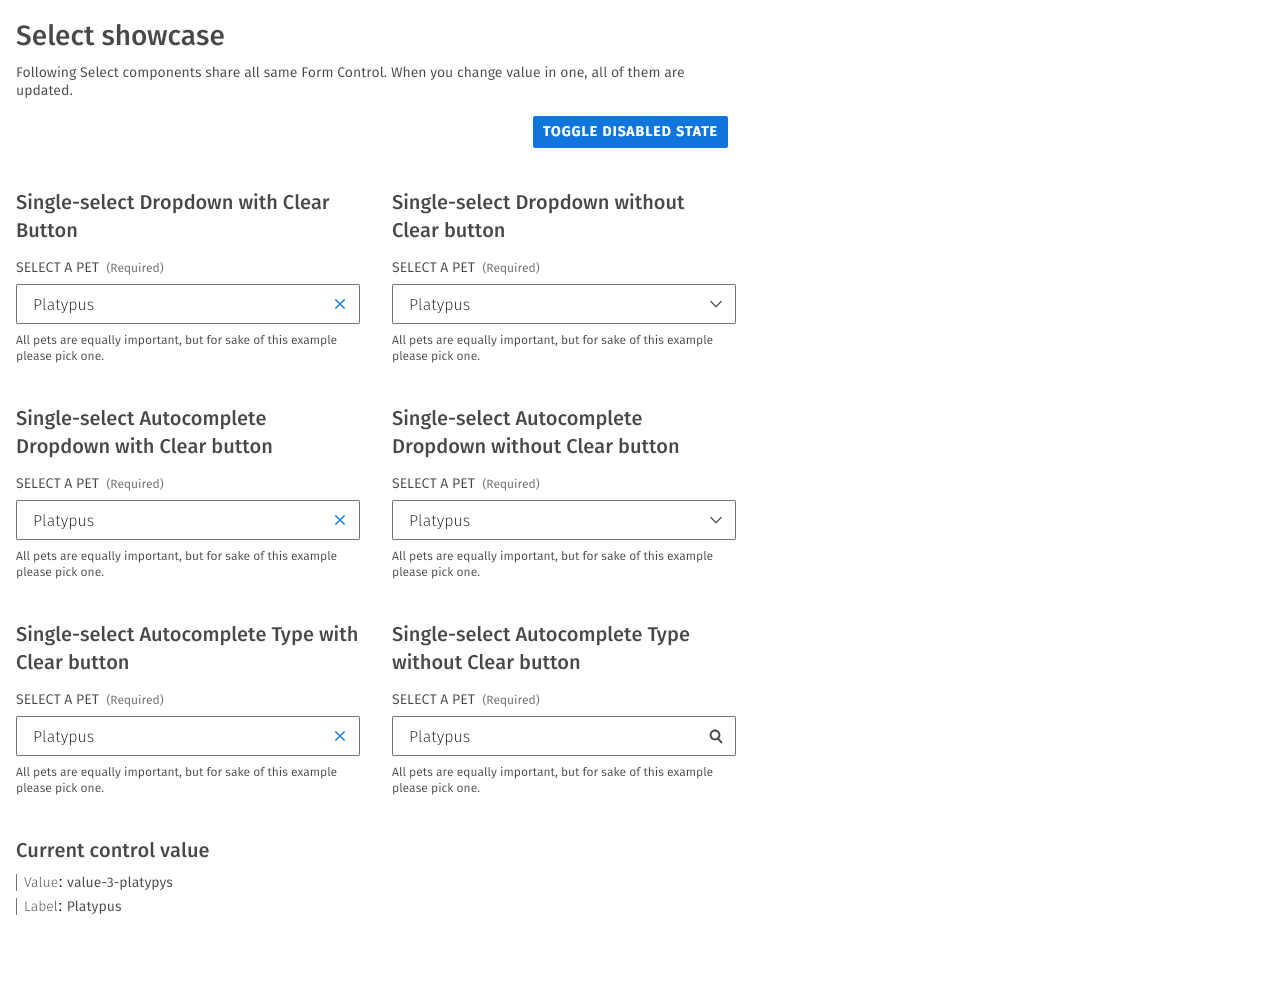 Select showcase
Following Select components share all same Form Control. When you change value in one, all of them are
updated.
TOGGLE DISABLED STATE
Single-select Dropdown with Clear
Button
SELECT A PET (Required)
Platypus
All pets are equally important, but for sake of this example
please pick one.
Single-select Dropdown without
Clear button
SELECT A PET (Required)
Platypus
All pets are equally important, but for sake of this example
please pick one.
Single-select Autocomplete
Dropdown with Clear button
SELECT A PET (Required)
Platypus
All pets are equally important, but for sake of this example
please pick one.
Single-select Autocomplete
Dropdown without Clear button
SELECT A PET (Required)
Platypus
All pets are equally important, but for sake of this example
please pick one.
Single-select Autocomplete Type with
Clear button
SELECT A PET (Required)
Platypus
All pets are equally important, but for sake of this example
please pick one.
Single-select Autocomplete Type
without Clear button
SELECT A PET (Required)
Platypus
All pets are equally important, but for sake of this example
please pick one.
Current control value
Value: value-3-platypys
Label: Platypus